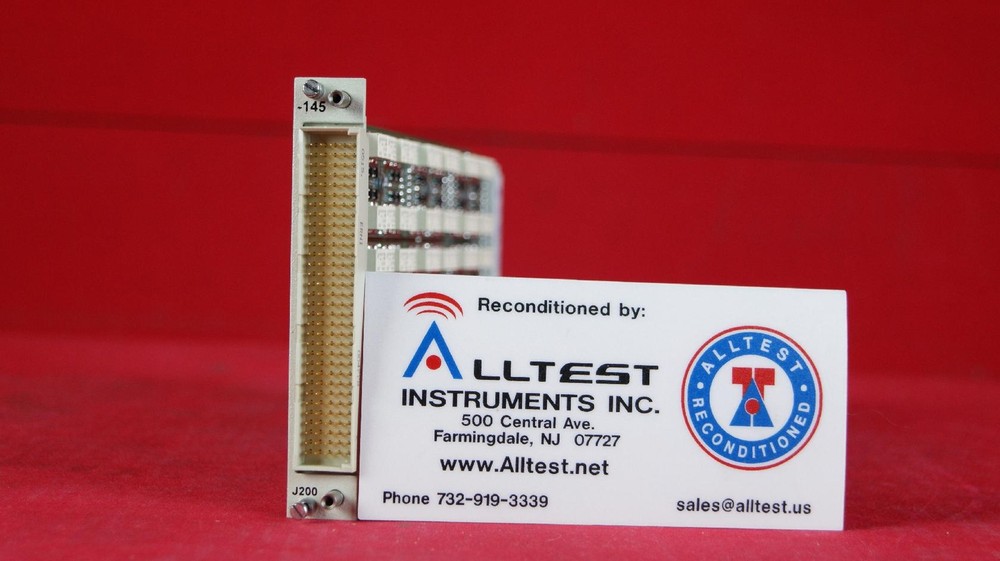 -145
J200
Reconditioned by:
ALLTEST
INSTRUMENTS INC.
500 Central Ave.
Farmingdale, NJ 07727
www.Alltest.net
Phone 732-919-3339
sales@alltest.us
ALLTEST
RECONDITIONED